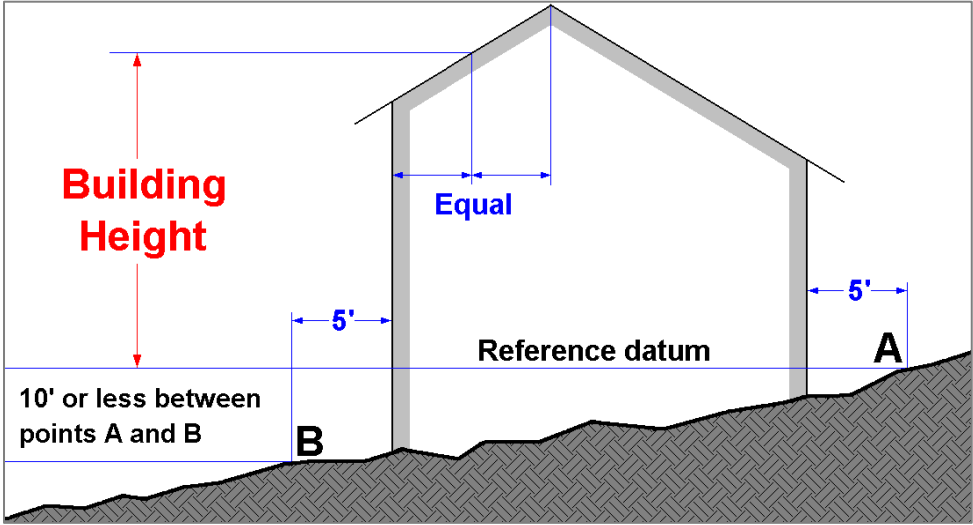 Building
Height
Equal
5'
5'
Reference datum
A
10' or less between
points A and B
B